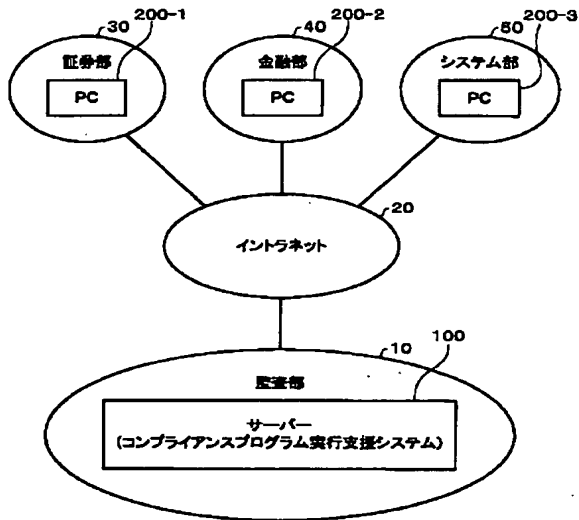 30
200-1
証券部
PC
40
200-2
金融部
PC
50
200-3
システム部
PC
20
イントラネット
10
100
監査部
サーバー
(コンプライアンスプログラム実行支援システム)